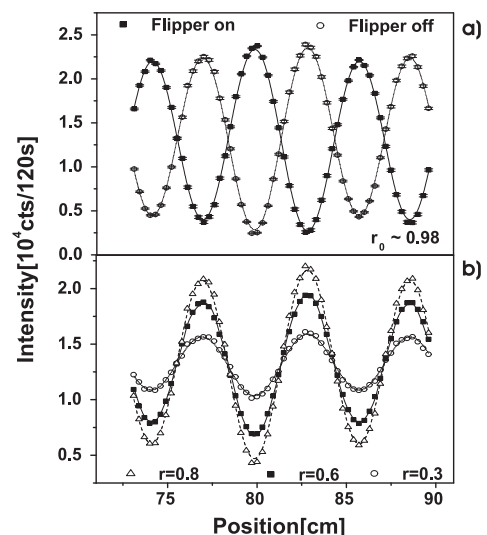 Flipper on Flipper off
a)
2.5
2.0
1.5
1.0
0.5
0.0
r₀ ~ 0.98
Intensity[10⁴cts/120s]
b)
2.0
1.5
1.0
0.5
r=0.8 r=0.6 r=0.3
75 80 85 90
Position[cm]